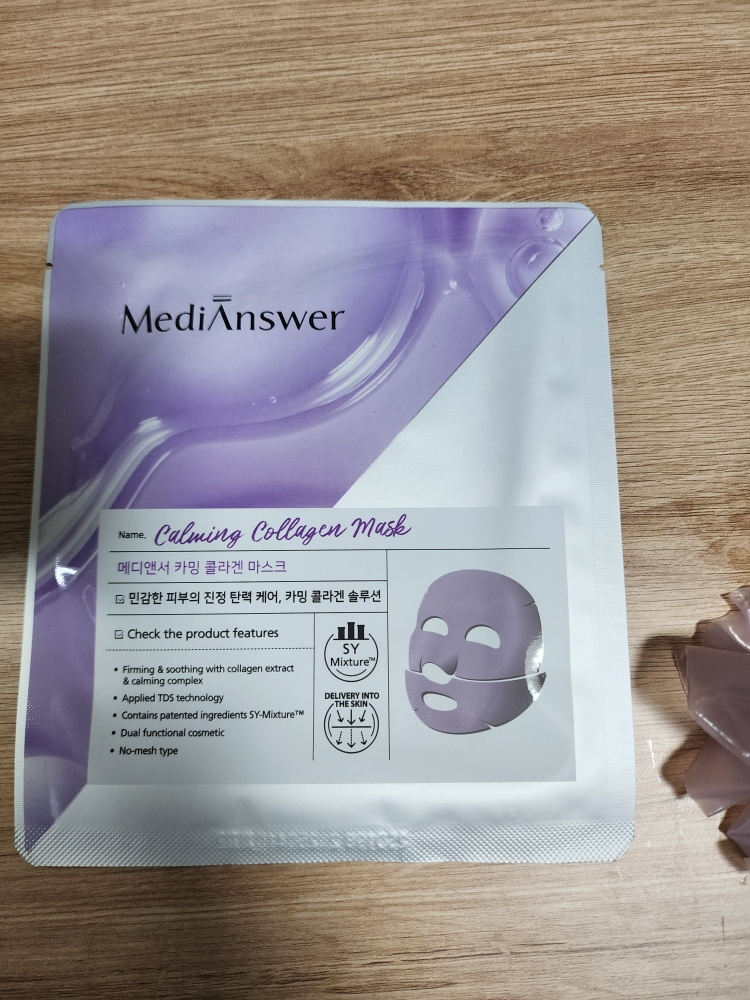 MediAnswer
Name. Calming Collagen Mask
메디앤서 카밍 콜라겐 마스크
☑ 민감한 피부의 진정 탄력 케어, 카밍 콜라겐 솔루션
☑ Check the product features
• Firming & soothing with collagen extract
& calming complex
• Applied TDS technology
• Contains patented ingredients SY-Mixture™
• Dual functional cosmetic
• No-mesh type
SY
Mixture™
DELIVERY INTO
THE SKIN